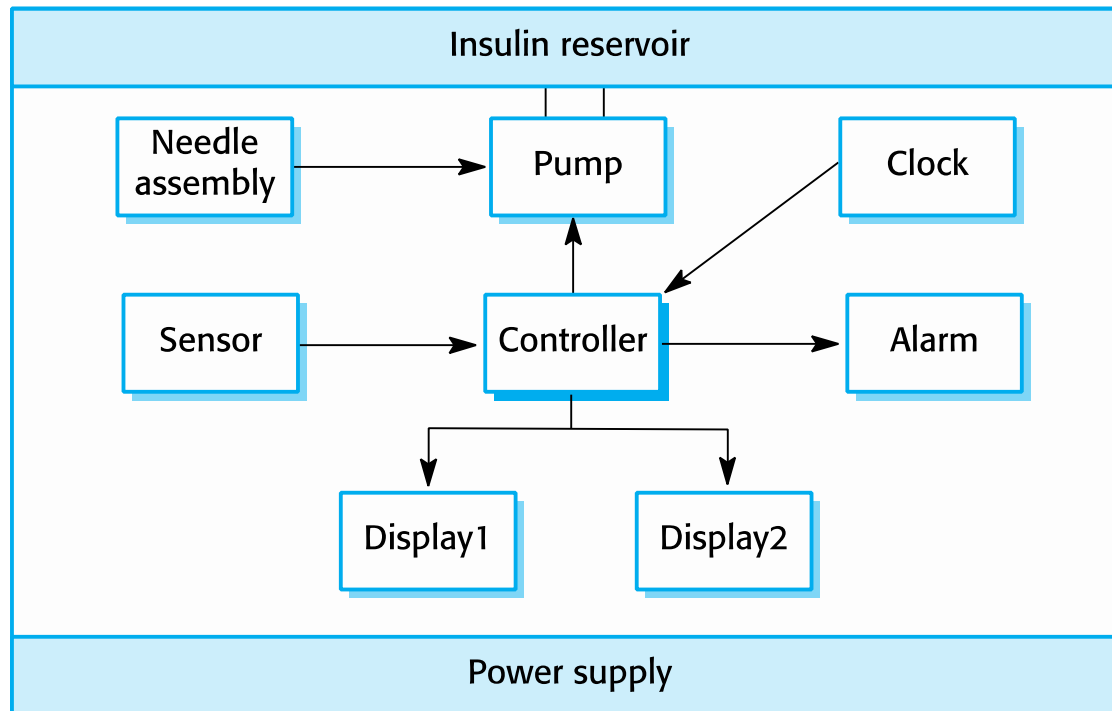 Insulin reservoir
Needle
assembly
Pump
Clock
Sensor
Controller
Alarm
Display1
Display2
Power supply